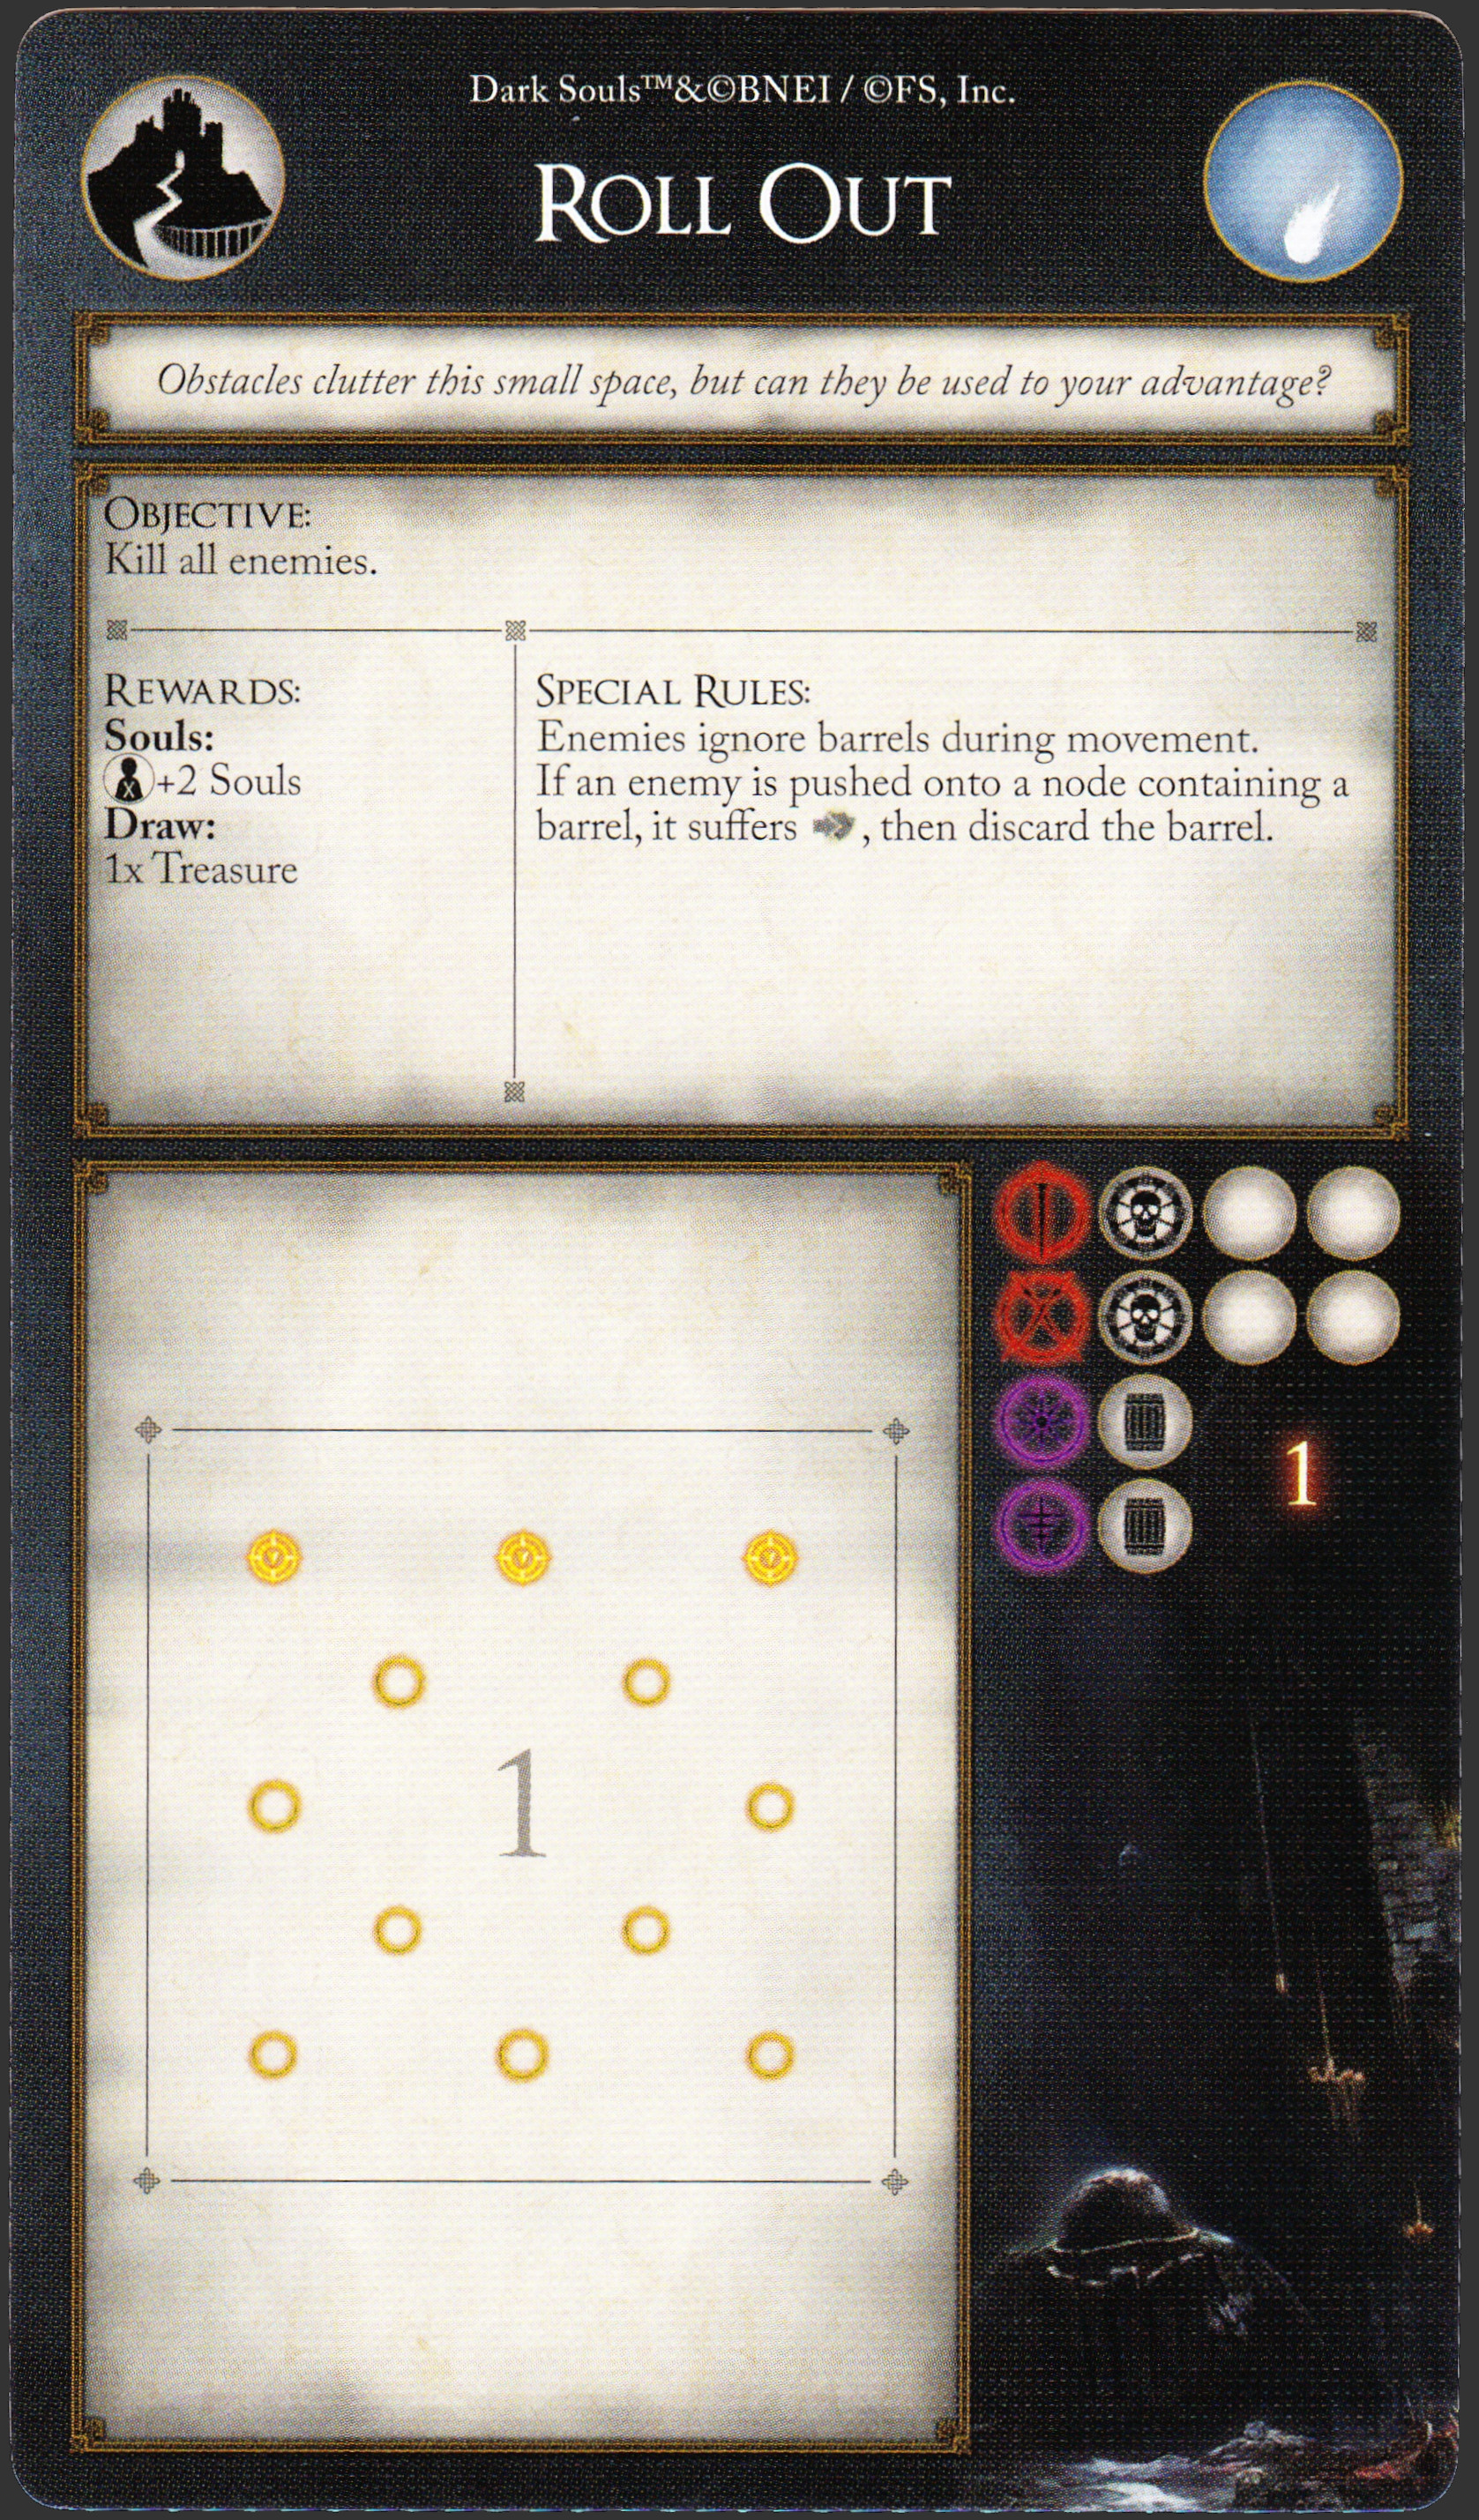 Dark Souls™&©BNEI / ©FS, Inc.
ROLL OUT
Obstacles clutter this small space, but can they be used to your advantage?
OBJECTIVE:
Kill all enemies.
REWARDS:
Souls:
+2 Souls
Draw:
1x Treasure
SPECIAL RULES:
Enemies ignore barrels during movement.
If an enemy is pushed onto a node containing a
barrel, it suffers , then discard the barrel.
1
1